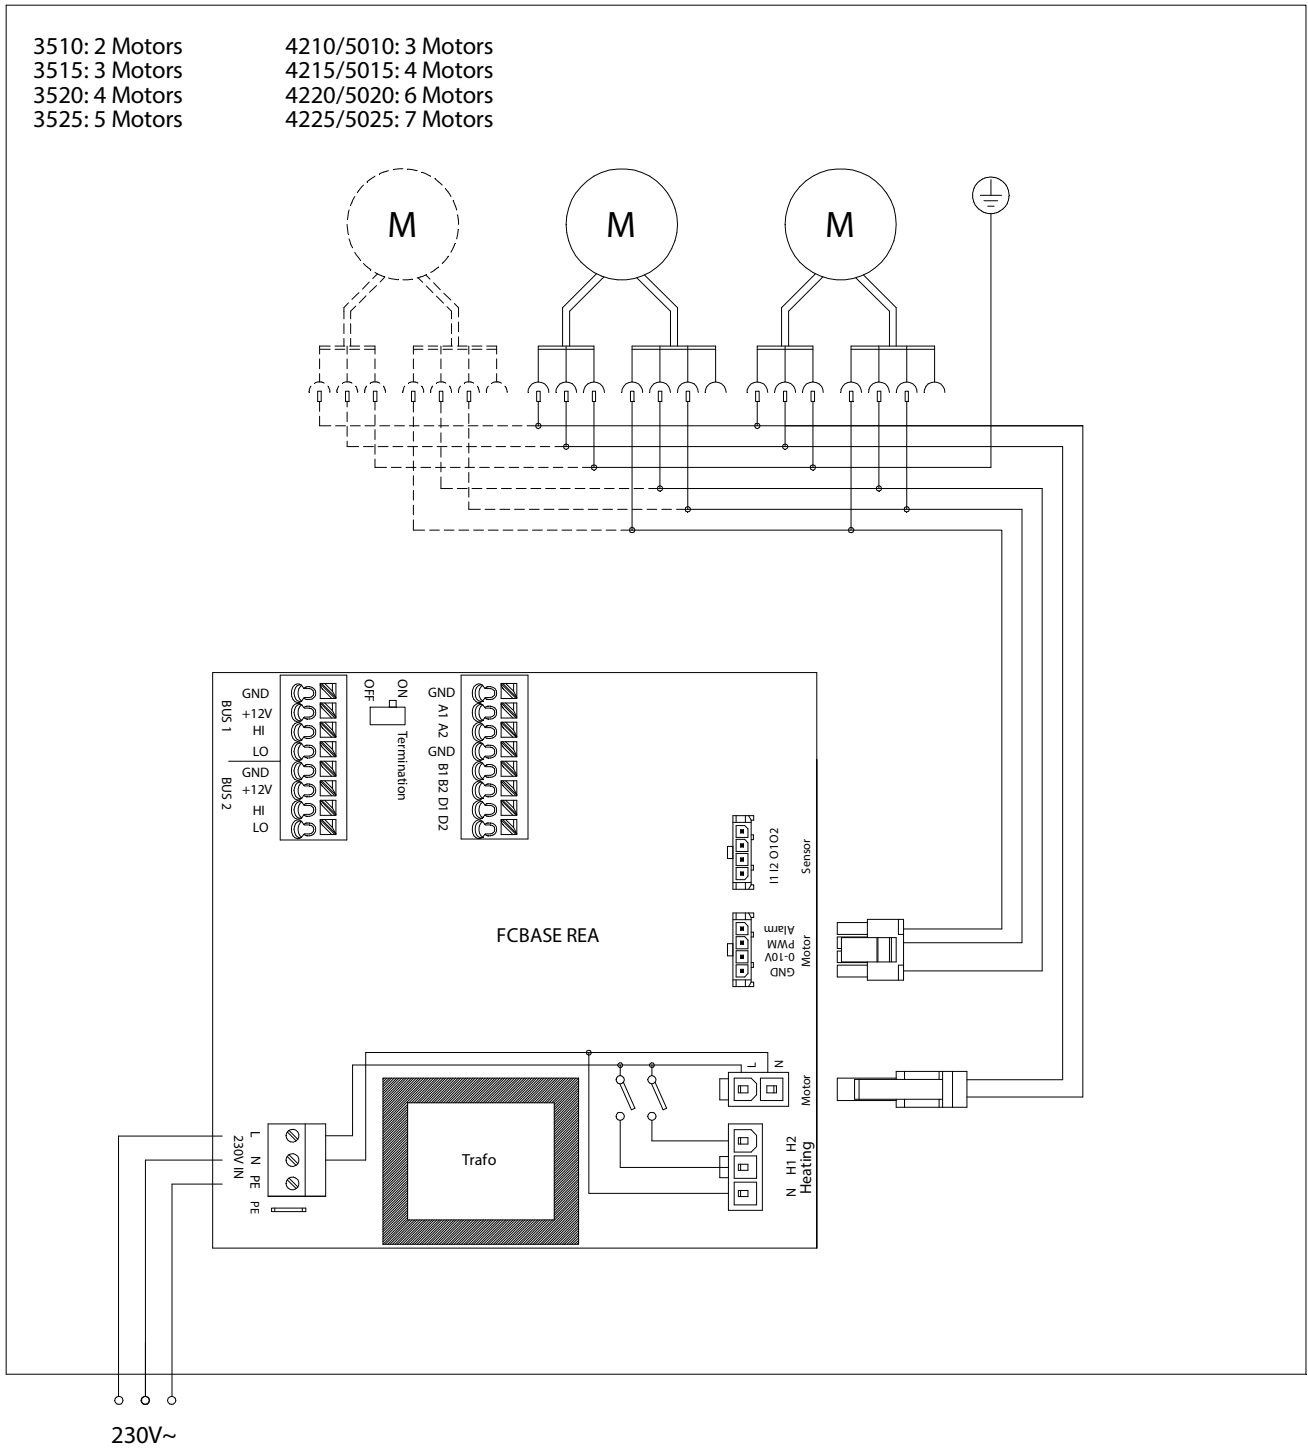 3510: 2 Motors
3515: 3 Motors
3520: 4 Motors
3525: 5 Motors
4210/5010: 3 Motors
4215/5015: 4 Motors
4220/5020: 6 Motors
4225/5025: 7 Motors
M
M
M
BUS 1
GND
+12V
HI
LO
BUS 2
GND
+12V
HI
LO
OFF
ON
Termination
GND
A1 A2
GND
B1 B2 D1 D2
I1 I2 O1O2
Sensor
FCBASE REA
Alarm
PWM
0-10V
GND
Motor
L
N
Motor
L
N
PE
230V IN
PE
Trafo
N H1 H2
Heating
230V~